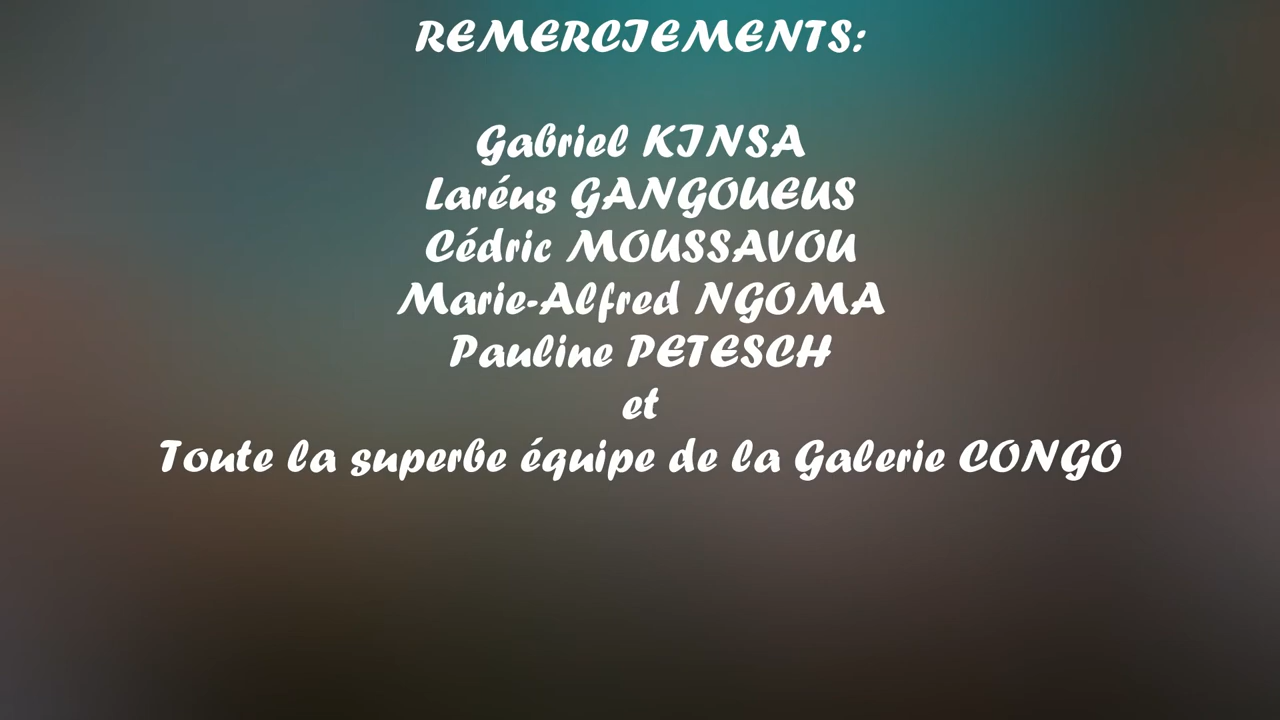 REMERCIEMENTS:
Gabriel KINSA
Laréus GANGOUEUS
Cédric MOUSSAVOU
Marie-Alfred NGOMA
Pauline PETESCH
et
Toute la superbe équipe de la Galerie CONGO